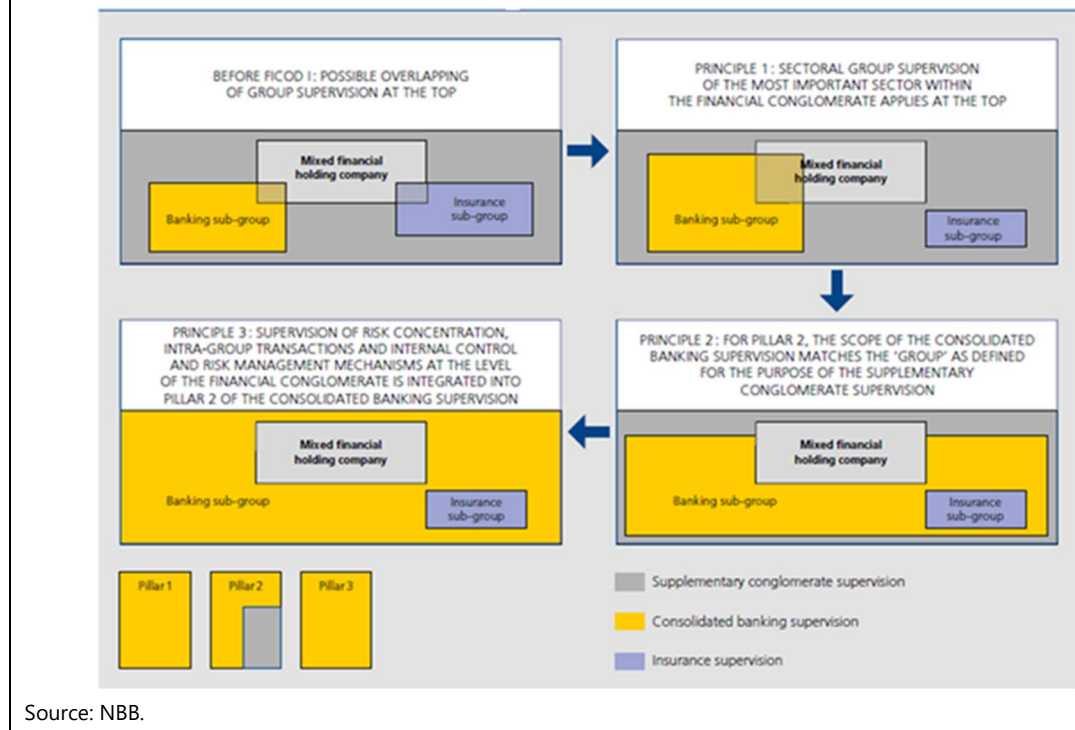 BEFORE FICOD I: POSSIBLE OVERLAPPING
OF GROUP SUPERVISION AT THE TOP
Mixed financial
holding company
Banking sub-group
Insurance
sub-group
PRINCIPLE 1: SECTORAL GROUP SUPERVISION
OF THE MOST IMPORTANT SECTOR WITHIN
THE FINANCIAL CONGLOMERATE APPLIES AT THE TOP
Mixed financial
holding company
Banking sub-group
Insurance
sub-group
PRINCIPLE 2: FOR PILLAR 2, THE SCOPE OF THE CONSOLIDATED
BANKING SUPERVISION MATCHES THE 'GROUP' AS DEFINED
FOR THE PURPOSE OF THE SUPPLEMENTARY
CONGLOMERATE SUPERVISION
Mixed financial
holding company
Banking sub-group
Insurance
sub-group
PRINCIPLE 3: SUPERVISION OF RISK CONCENTRATION,
INTRA-GROUP TRANSACTIONS AND INTERNAL CONTROL
AND RISK MANAGEMENT MECHANISMS AT THE LEVEL
OF THE FINANCIAL CONGLOMERATE IS INTEGRATED INTO
PILLAR 2 OF THE CONSOLIDATED BANKING SUPERVISION
Mixed financial
holding company
Banking sub-group
Insurance
sub-group
Pillar 1
Pillar 2
Pillar 3
Supplementary conglomerate supervision
Consolidated banking supervision
Insurance supervision
Source: NBB.